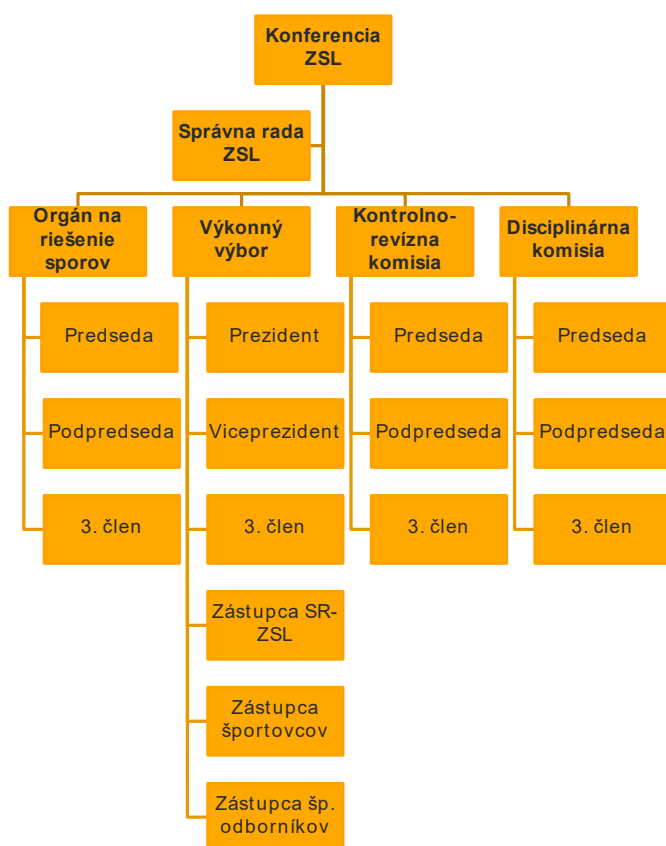 Konferencia
ZSL
Správna rada
ZSL
Orgán na
riešenie
sporov
Predseda
Podpredseda
3. člen
Výkonný
výbor
Prezident
Viceprezident
3. člen
Zástupca SR-
ZSL
Zástupca
športovcov
Zástupca šp.
odborníkov
Kontrolno-
revízna
komisia
Predseda
Podpredseda
3. člen
Disciplinárna
komisia
Predseda
Podpredseda
3. člen